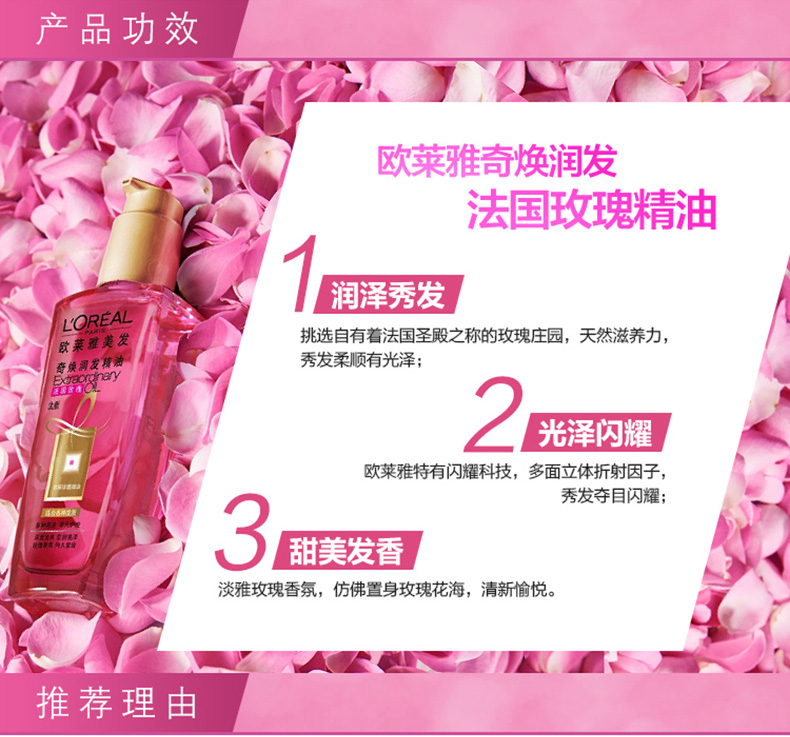 产品功效
欧莱雅奇焕润发
法国玫瑰精油
1 润泽秀发
挑选自有着法国圣殿之称的玫瑰庄园，天然滋养力，
秀发柔顺有光泽；
2 光泽闪耀
欧莱雅特有闪耀科技，多面立体折射因子，
秀发夺目闪耀；
3 甜美发香
淡雅玫瑰香氛，仿佛置身玫瑰花海，清新愉悦。
L'ORÉAL
PARIS
欧莱雅美发
奇焕润发精油
Extraordinary
法国玫瑰 OIL
推荐理由